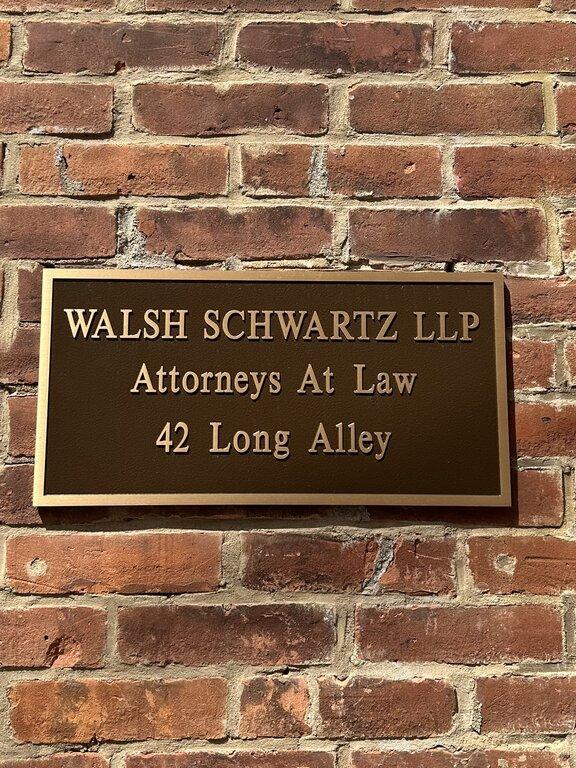 WALSH SCHWARTZ LLP
Attorneys At Law
42 Long Alley